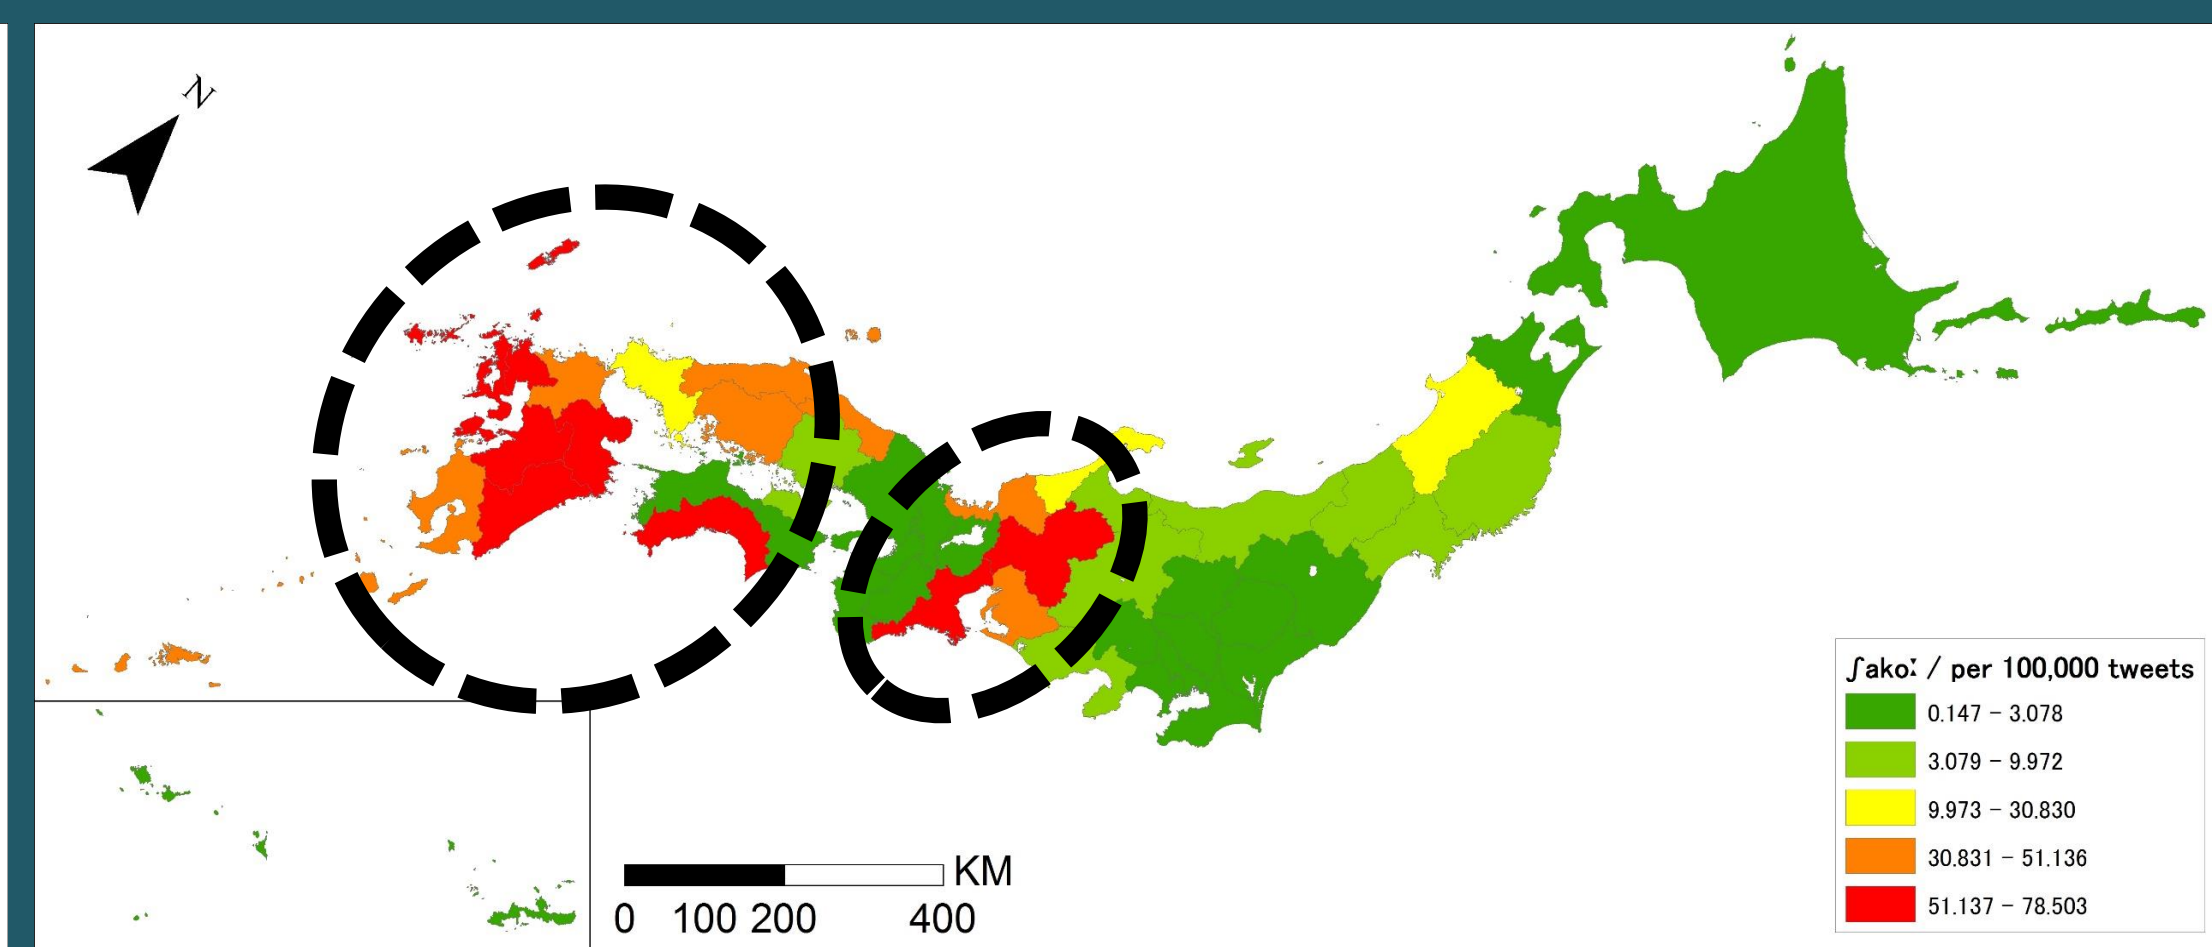 N
ʃakoː / per 100,000 tweets
0.147 - 3.078
3.079 - 9.972
9.973 - 30.830
30.831 - 51.136
51.137 - 78.503
KM
0 100 200 400